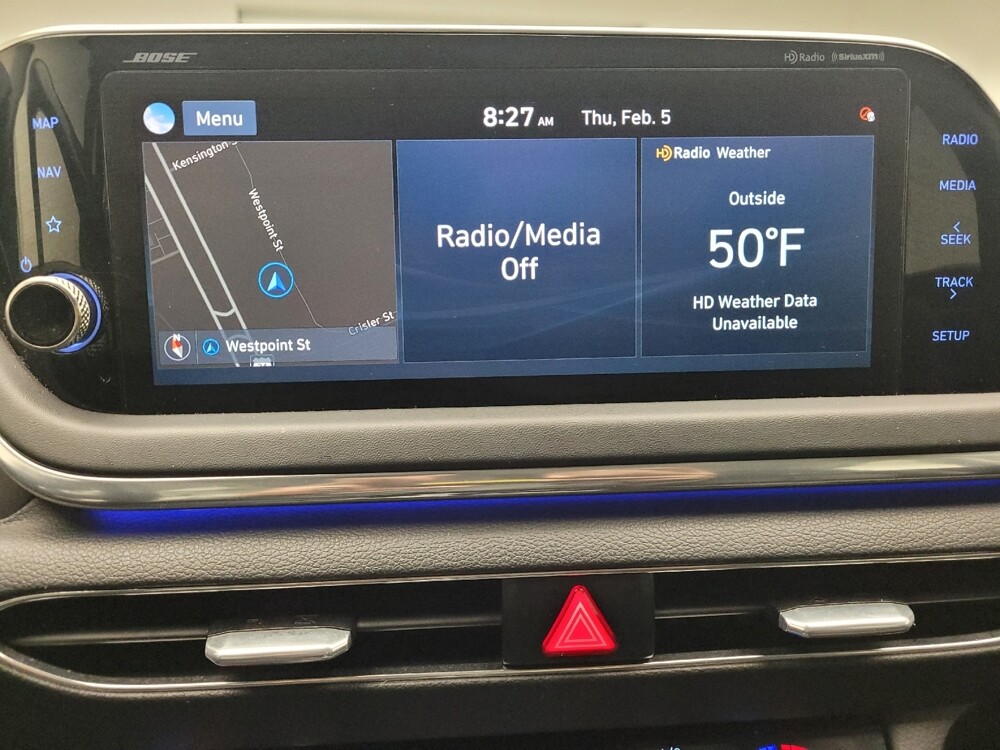 BOSE
HD Radio ((SiriusXM))
Menu
8:27 AM Thu, Feb. 5
MAP
NAV
RADIO
MEDIA
<
SEEK
TRACK
>
SETUP
Kensington
Westpoint St
Crisler St
N
Westpoint St
Radio/Media
Off
HD Radio Weather
Outside
50°F
HD Weather Data
Unavailable